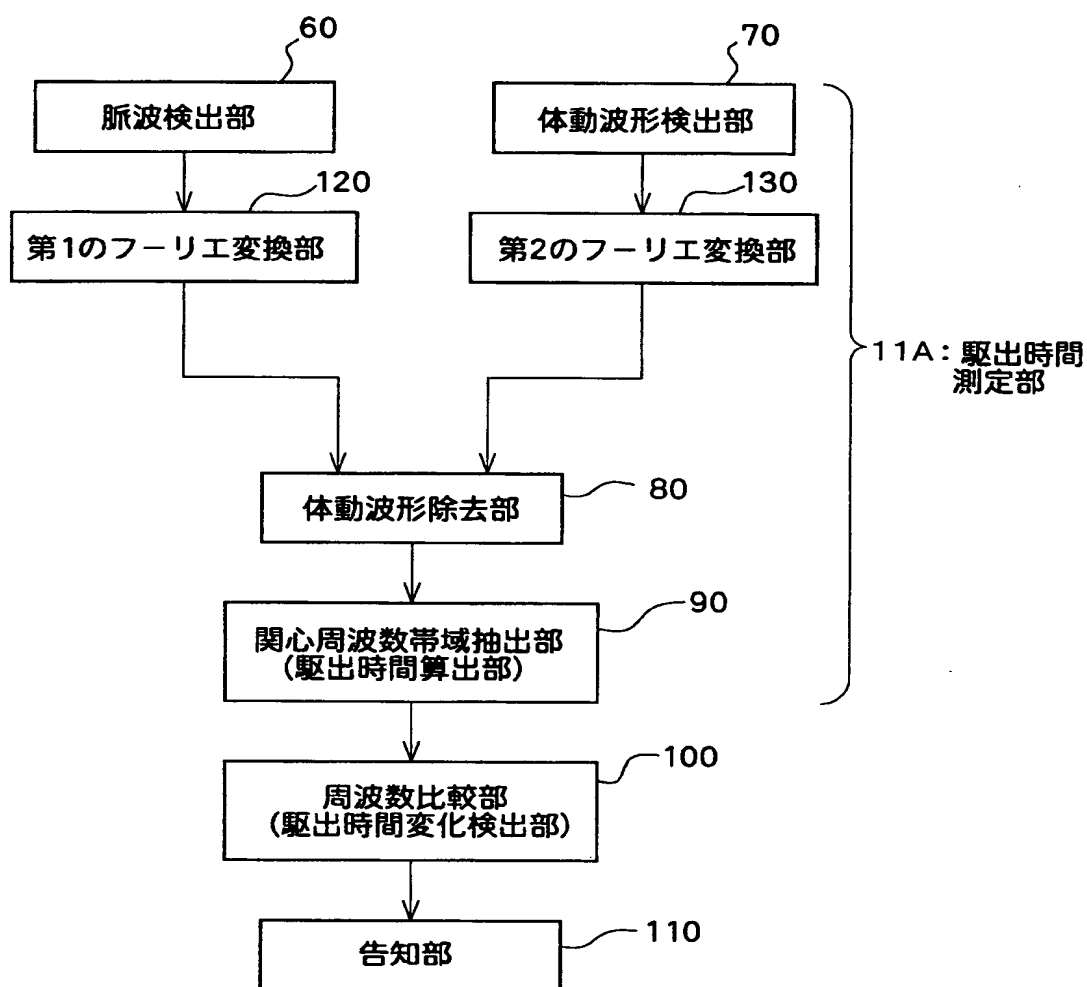 60
70
脈波検出部
体動波形検出部
120
130
第1のフーリエ変換部
第2のフーリエ変換部
11A：駆出時間
測定部
体動波形除去部
80
90
関心周波数帯域抽出部
(駆出時間算出部)
100
周波数比較部
(駆出時間変化検出部)
告知部
110